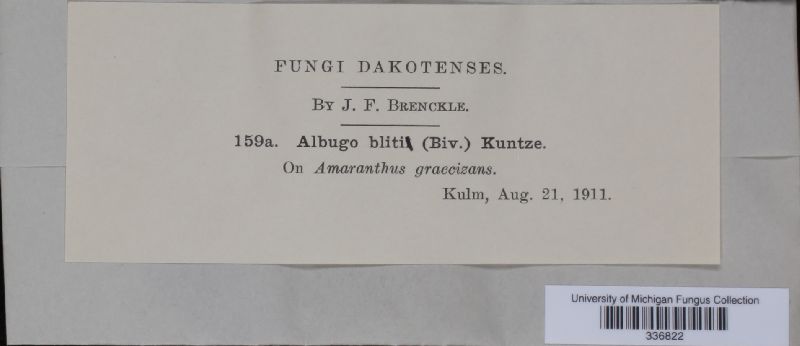 FUNGI DAKOTENSES.
BY J. F. BRENCKLE.
159a. Albugo bliti (Biv.) Kuntze.
On Amaranthus graecizans.
Kulm, Aug. 21, 1911.
University of Michigan Fungus Collection
336822